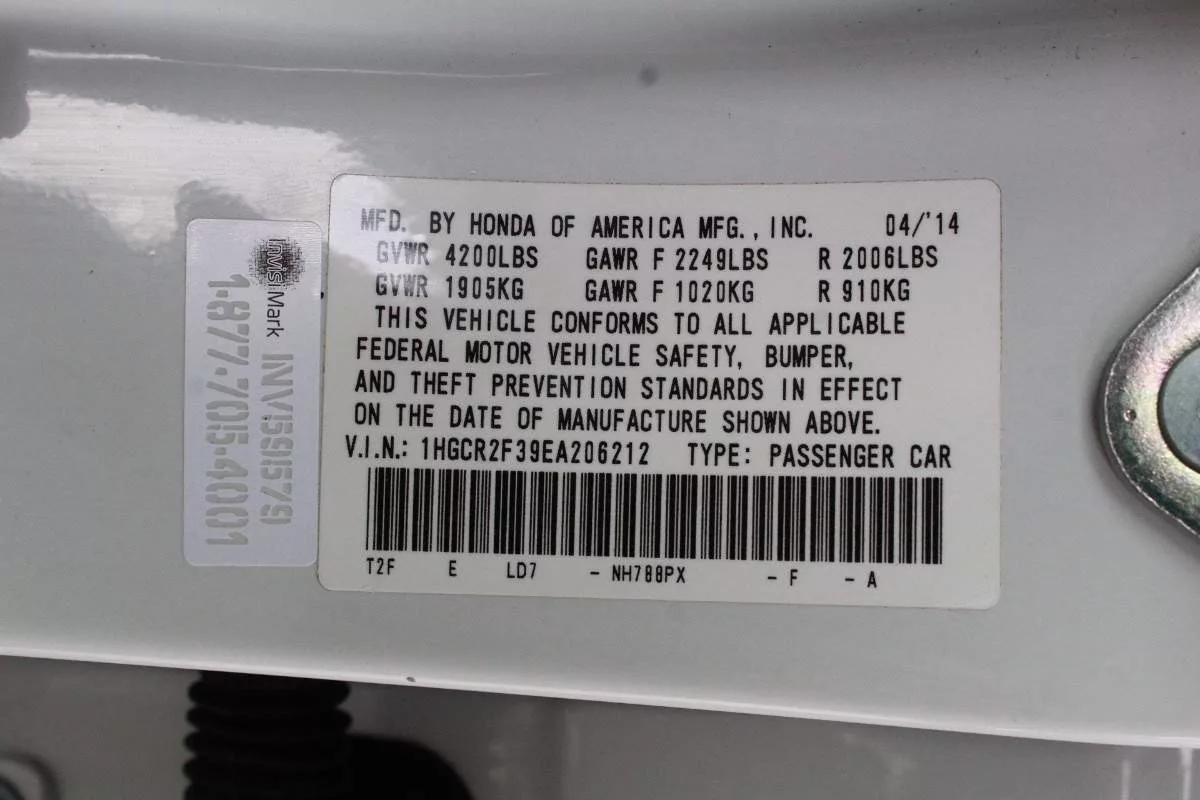 MFD. BY HONDA OF AMERICA MFG., INC. 04/'14
GVWR 4200LBS GAWR F 2249LBS R 2006LBS
GVWR 1905KG GAWR F 1020KG R 910KG
THIS VEHICLE CONFORMS TO ALL APPLICABLE
FEDERAL MOTOR VEHICLE SAFETY, BUMPER,
AND THEFT PREVENTION STANDARDS IN EFFECT
ON THE DATE OF MANUFACTURE SHOWN ABOVE.
V.I.N.: 1HGCR2F39EA206212 TYPE: PASSENGER CAR
T2F E LD7 - NH788PX - F - A
InvisiMark INV59579
1-877-705-4001